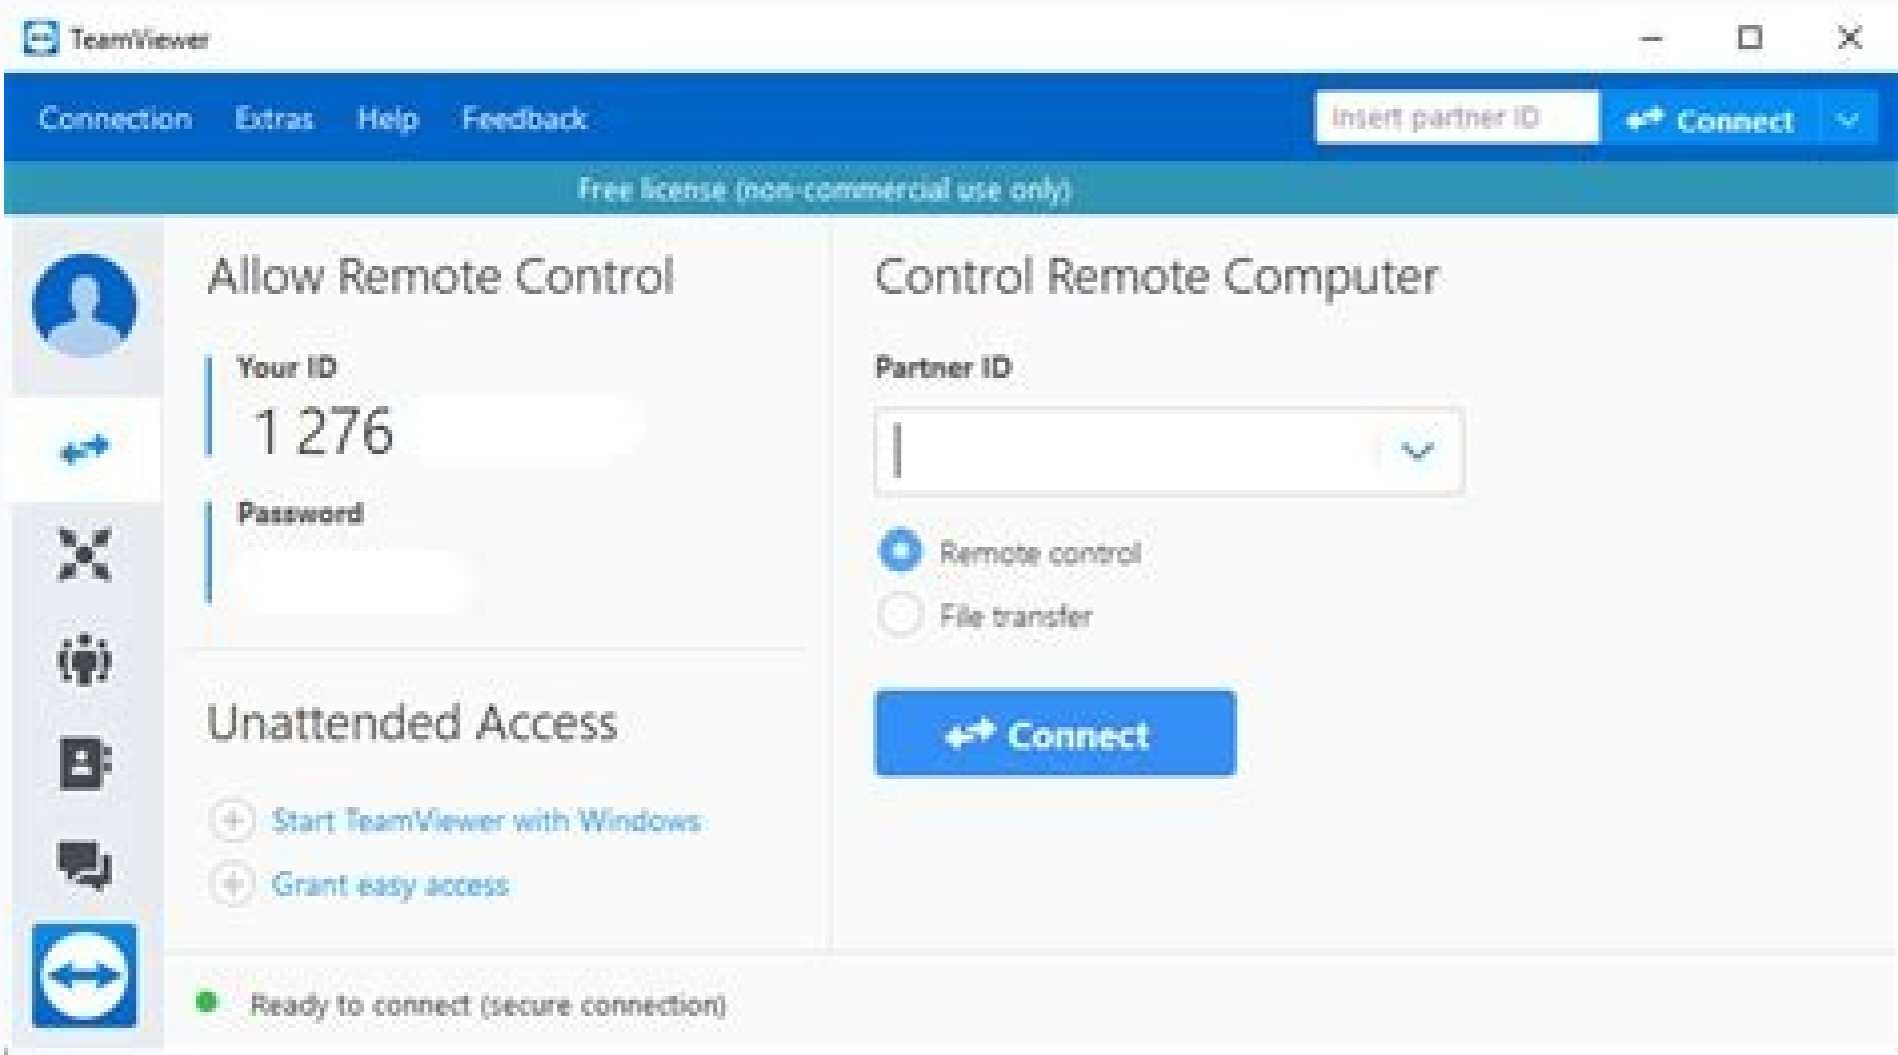 TeamViewer
Connection Extras Help Feedback
Insert partner ID
Connect
Free license (non-commercial use only)
Allow Remote Control
Your ID
1 276
Password
Unattended Access
Start TeamViewer with Windows
Grant easy access
Control Remote Computer
Partner ID
Remote control
File transfer
Connect
Ready to connect (secure connection)